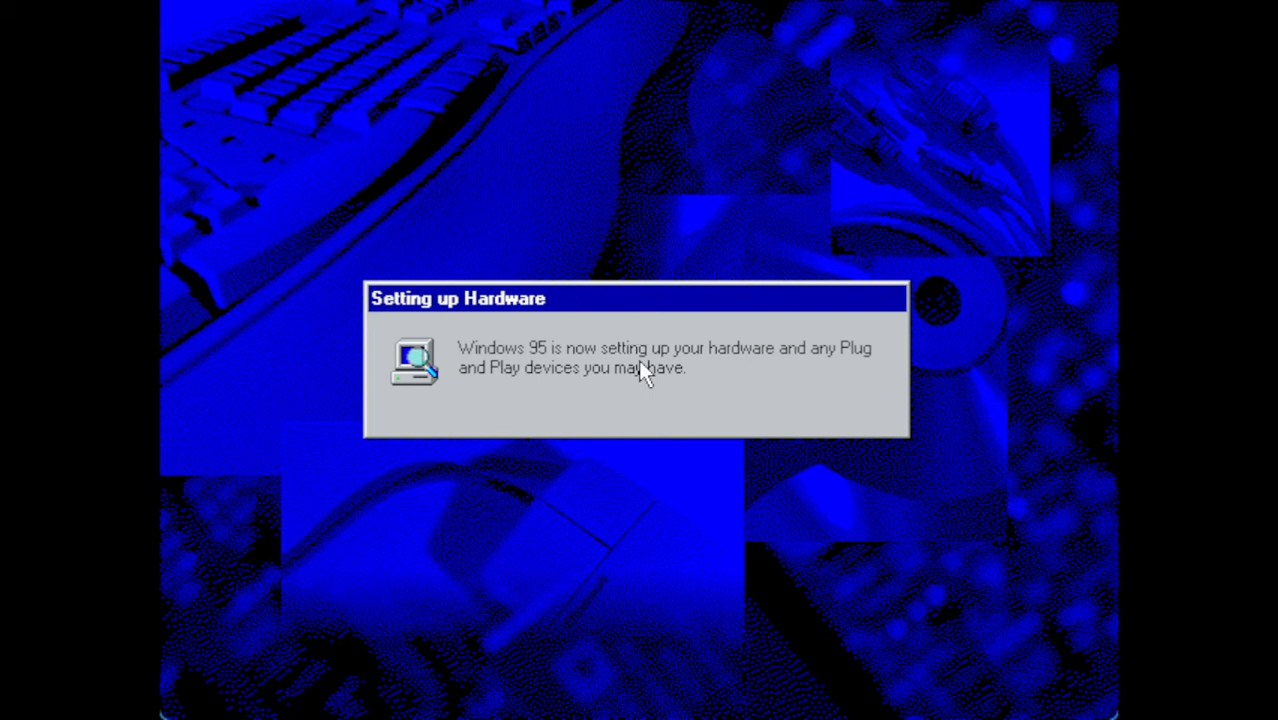 Setting up Hardware
Windows 95 is now setting up your hardware and any Plug
and Play devices you may have.